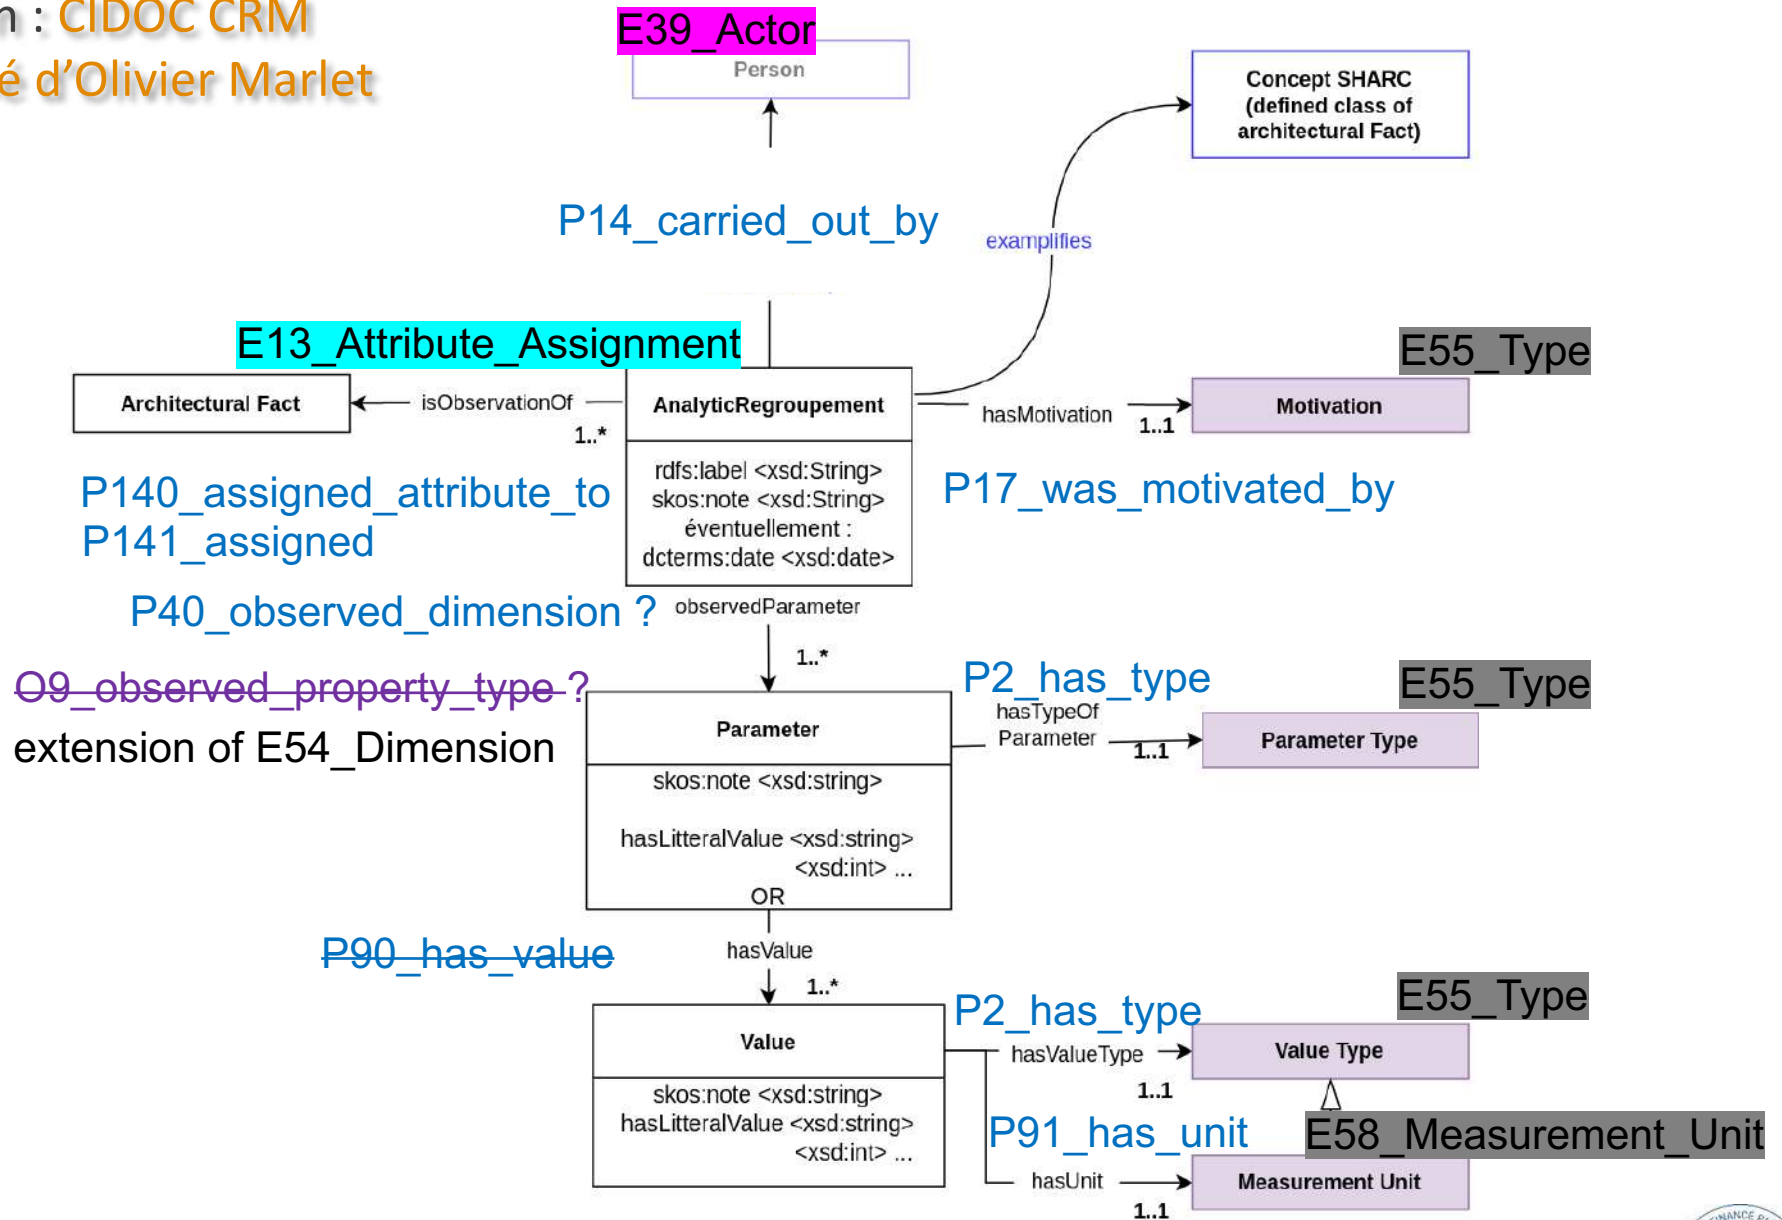 n : CIDOC CRM
é d'Olivier Marlet
E39_Actor
Person
Concept SHARC
(defined class of
architectural Fact)
P14_carried_out_by
examplifies
E13_Attribute_Assignment
E55_Type
Architectural Fact
isObservationOf
1..*
AnalyticRegroupement
hasMotivation
1..1
Motivation
rdfs:label <xsd:String>
skos:note <xsd:String>
éventuellement :
dcterms:date <xsd:date>
P140_assigned_attribute_to
P141_assigned
P17_was_motivated_by
P40_observed_dimension ?
observedParameter
1..*
O9_observed_property_type ?
extension of E54_Dimension
P2_has_type
E55_Type
hasTypeOf
Parameter
1..1
Parameter Type
Parameter
skos:note <xsd:string>
hasLitteralValue <xsd:string>
<xsd:int> ...
OR
P90_has_value
hasValue
1..*
P2_has_type
E55_Type
Value
hasValueType
1..1
Value Type
skos:note <xsd:string>
hasLitteralValue <xsd:string>
<xsd:int> ...
P91_has_unit
E58_Measurement_Unit
hasUnit
1..1
Measurement Unit